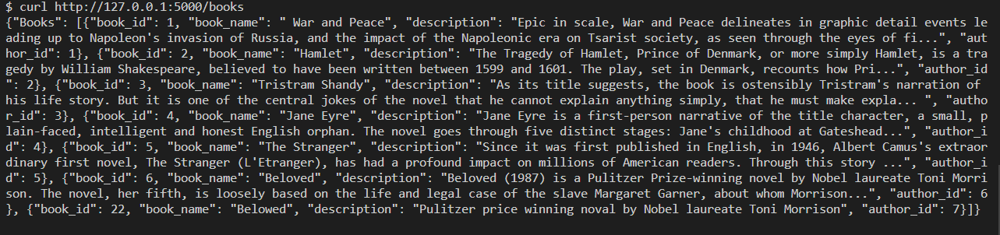 $ curl http://127.0.0.1:5000/books
{"Books": [{"book_id": 1, "book_name": " War and Peace", "description": "Epic in scale, War and Peace delineates in graphic detail events le
ading up to Napoleon's invasion of Russia, and the impact of the Napoleonic era on Tsarist society, as seen through the eyes of fi...", "aut
hor_id": 1}, {"book_id": 2, "book_name": "Hamlet", "description": "The Tragedy of Hamlet, Prince of Denmark, or more simply Hamlet, is a tra
gedy by William Shakespeare, believed to have been written between 1599 and 1601. The play, set in Denmark, recounts how Pri...", "author_id
": 2}, {"book_id": 3, "book_name": "Tristram Shandy", "description": "As its title suggests, the book is ostensibly Tristram's narration of
his life story. But it is one of the central jokes of the novel that he cannot explain anything simply, that he must make expla... ", "autho
r_id": 3}, {"book_id": 4, "book_name": "Jane Eyre", "description": "Jane Eyre is a first-person narrative of the title character, a small, p
lain-faced, intelligent and honest English orphan. The novel goes through five distinct stages: Jane's childhood at Gateshead...", "author_i
d": 4}, {"book_id": 5, "book_name": "The Stranger", "description": "Since it was first published in English, in 1946, Albert Camus's extraor
dinary first novel, The Stranger (L'Etranger), has had a profound impact on millions of American readers. Through this story ...", "author_i
d": 5}, {"book_id": 6, "book_name": "Beloved", "description": "Beloved (1987) is a Pulitzer Prize-winning novel by Nobel laureate Toni Morri
son. The novel, her fifth, is loosely based on the life and legal case of the slave Margaret Garner, about whom Morrison...", "author_id": 6
}, {"book_id": 22, "book_name": "Belowed", "description": "Pulitzer price winning noval by Nobel laureate Toni Morrison", "author_id": 7}]}